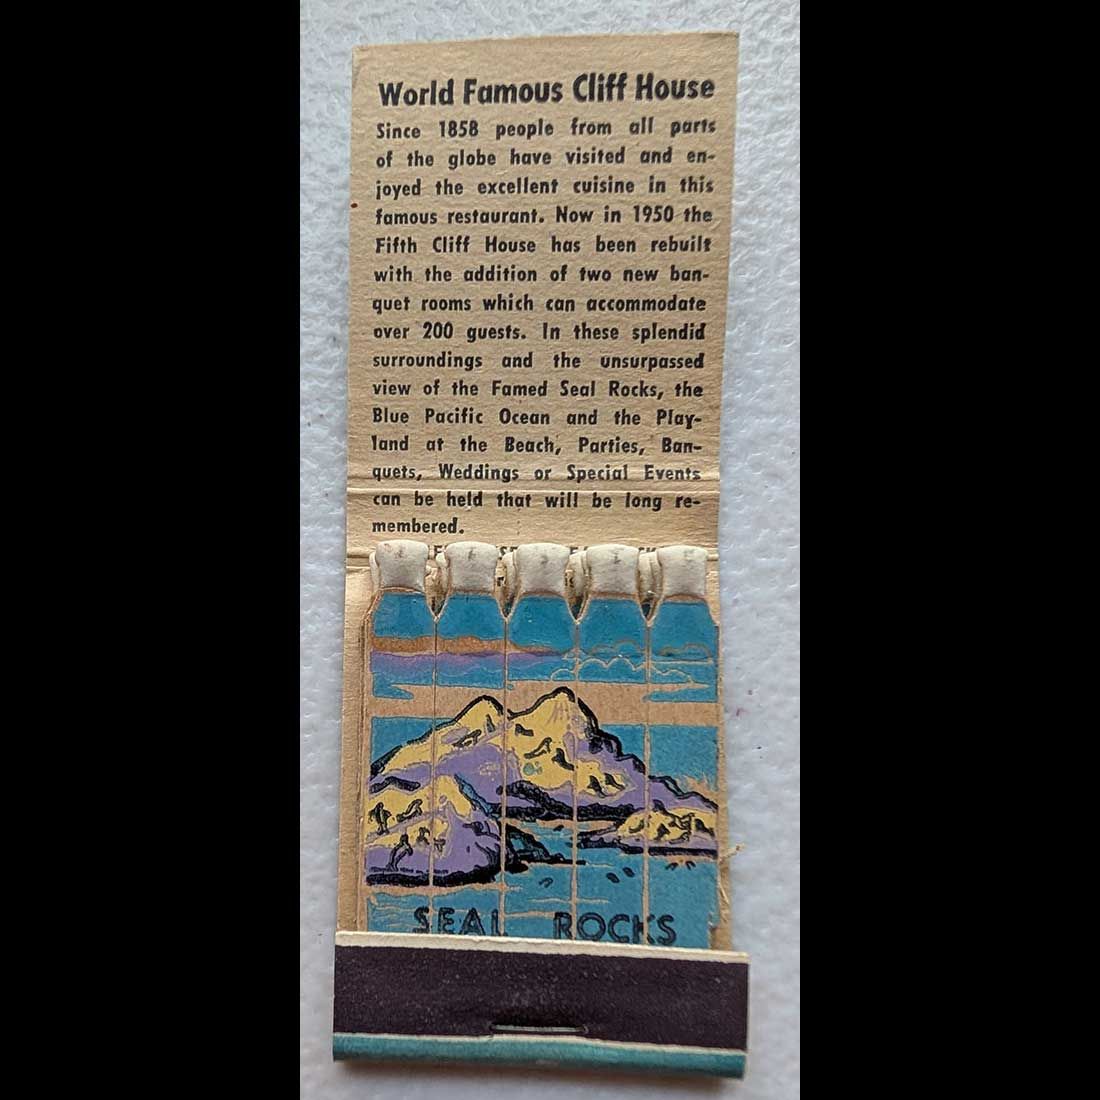 World Famous Cliff House
Since 1858 people from all parts
of the globe have visited and en-
joyed the excellent cuisine in this
famous restaurant. Now in 1950 the
Fifth Cliff House has been rebuilt
with the addition of two new ban-
quet rooms which can accommodate
over 200 guests. In these splendid
surroundings and the unsurpassed
view of the Famed Seal Rocks, the
Blue Pacific Ocean and the Play-
land at the Beach, Parties, Ban-
quets, Weddings or Special Events
can be held that will be long re-
membered.
SEAL ROCKS